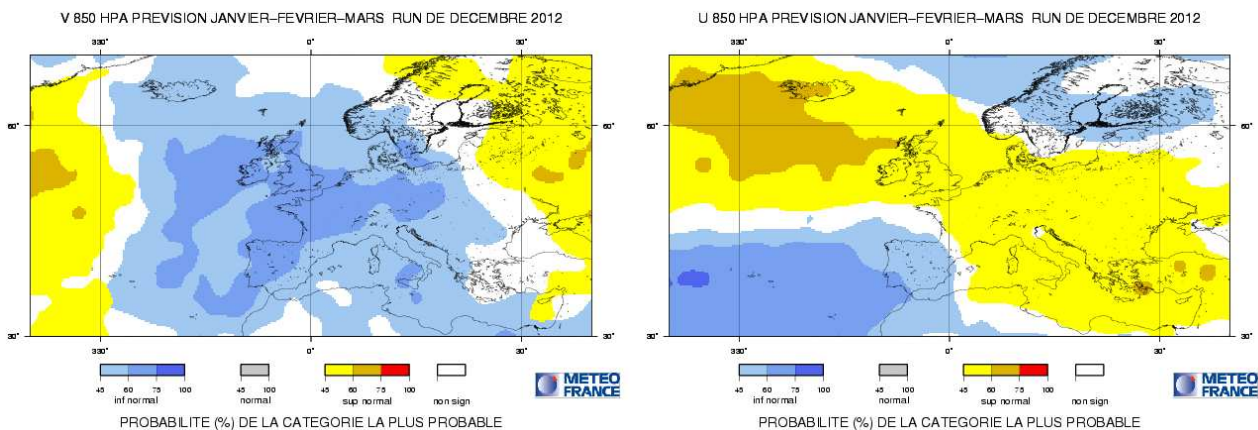 V 850 HPA PREVISION JANVIER-FEVRIER-MARS RUN DE DECEMBRE 2012
330° 0° 30°
60° 60°
30° 30°
330° 0° 30°
45 60 75 100 45 100 45 60 75 100
inf normal normal sup normal non sign
METEO
FRANCE
PROBABILITE (%) DE LA CATEGORIE LA PLUS PROBABLE
U 850 HPA PREVISION JANVIER-FEVRIER-MARS RUN DE DECEMBRE 2012
330° 0° 30°
60° 60°
30° 30°
330° 0° 30°
45 60 75 100 45 100 45 60 75 100
inf normal normal sup normal non sign
METEO
FRANCE
PROBABILITE (%) DE LA CATEGORIE LA PLUS PROBABLE